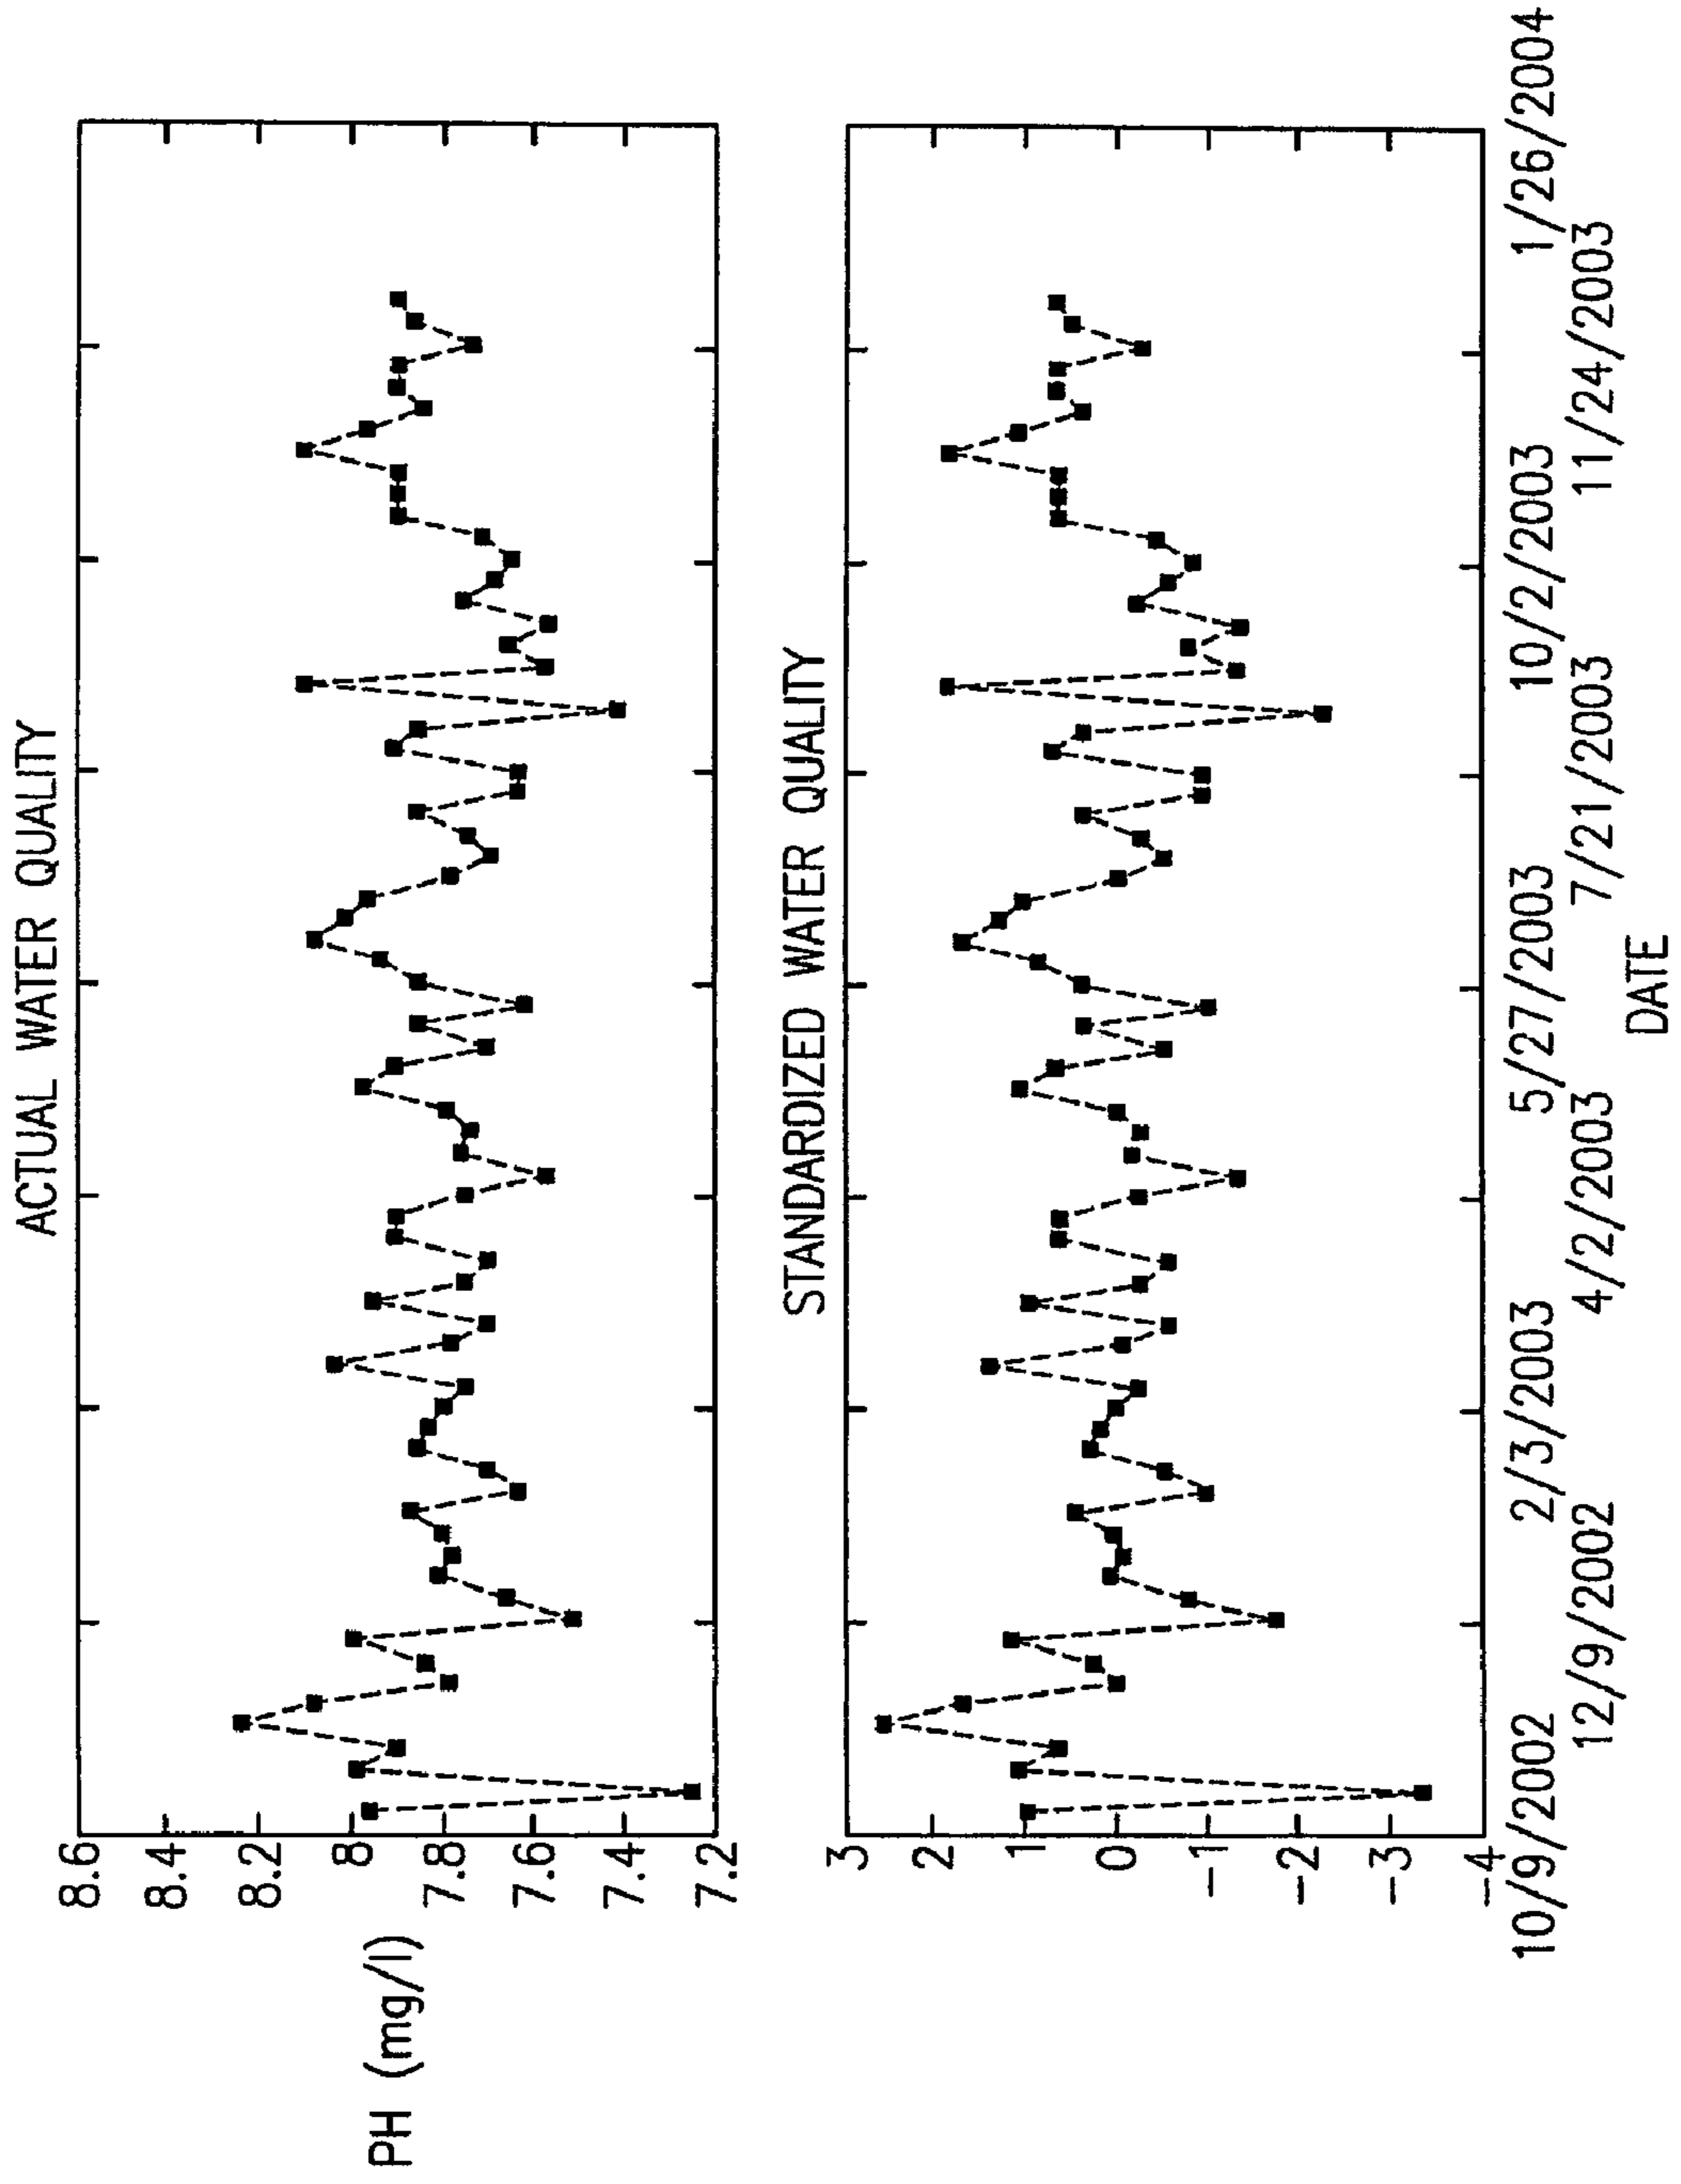 ACTUAL WATER QUALITY
8.6
8.4
8.2
8
7.8
7.6
7.4
7.2
PH (mg/l)
STANDARDIZED WATER QUALITY
3
2
1
0
-1
-2
-3
-4
10/9/2002 2/3/2003 5/27/2003 10/2/2003 1/26/2004
12/9/2002 4/2/2003 7/21/2003 11/24/2003
DATE